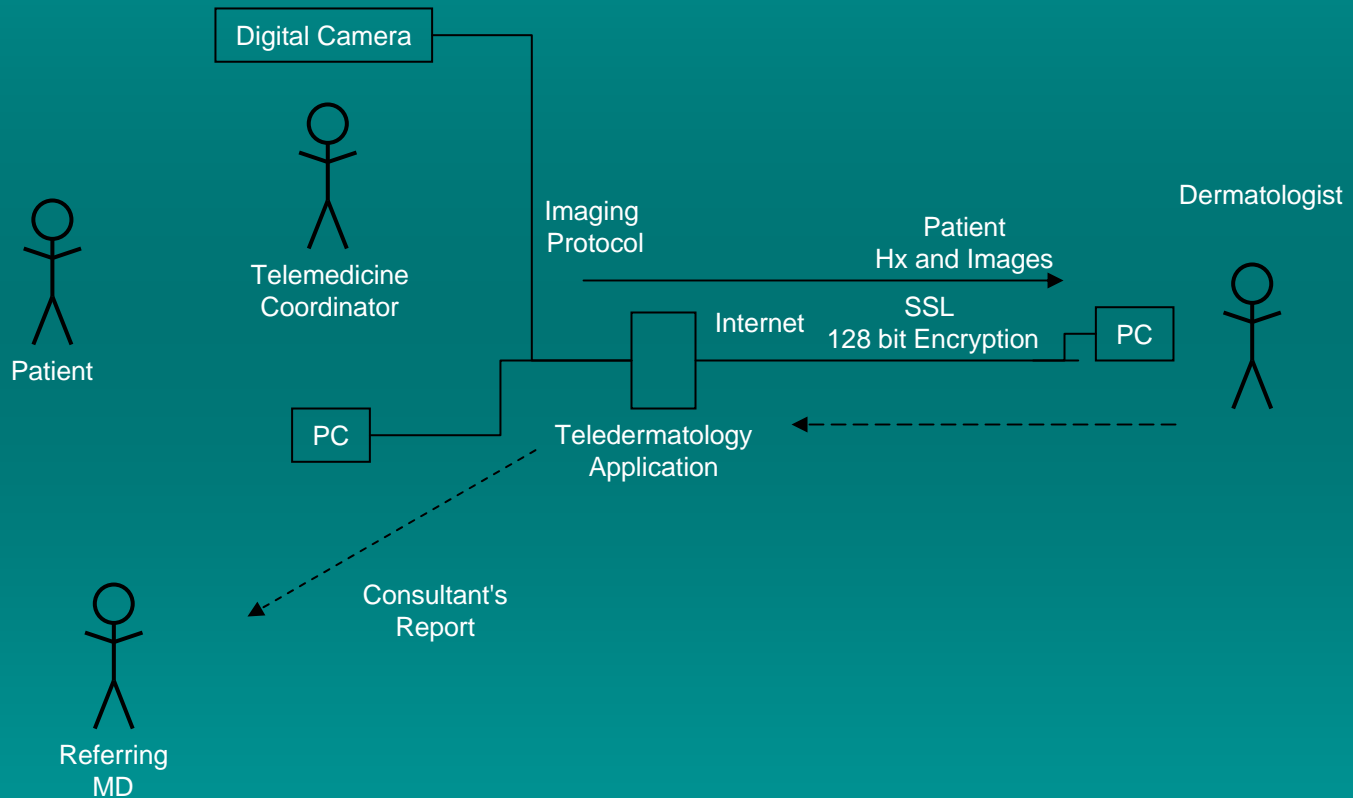 Digital Camera
Dermatologist
Imaging
Protocol
Patient
Hx and Images
Telemedicine
Coordinator
SSL
128 bit Encryption
Internet
PC
Patient
PC
Teledermatology
Application
Consultant's
Report
Referring
MD